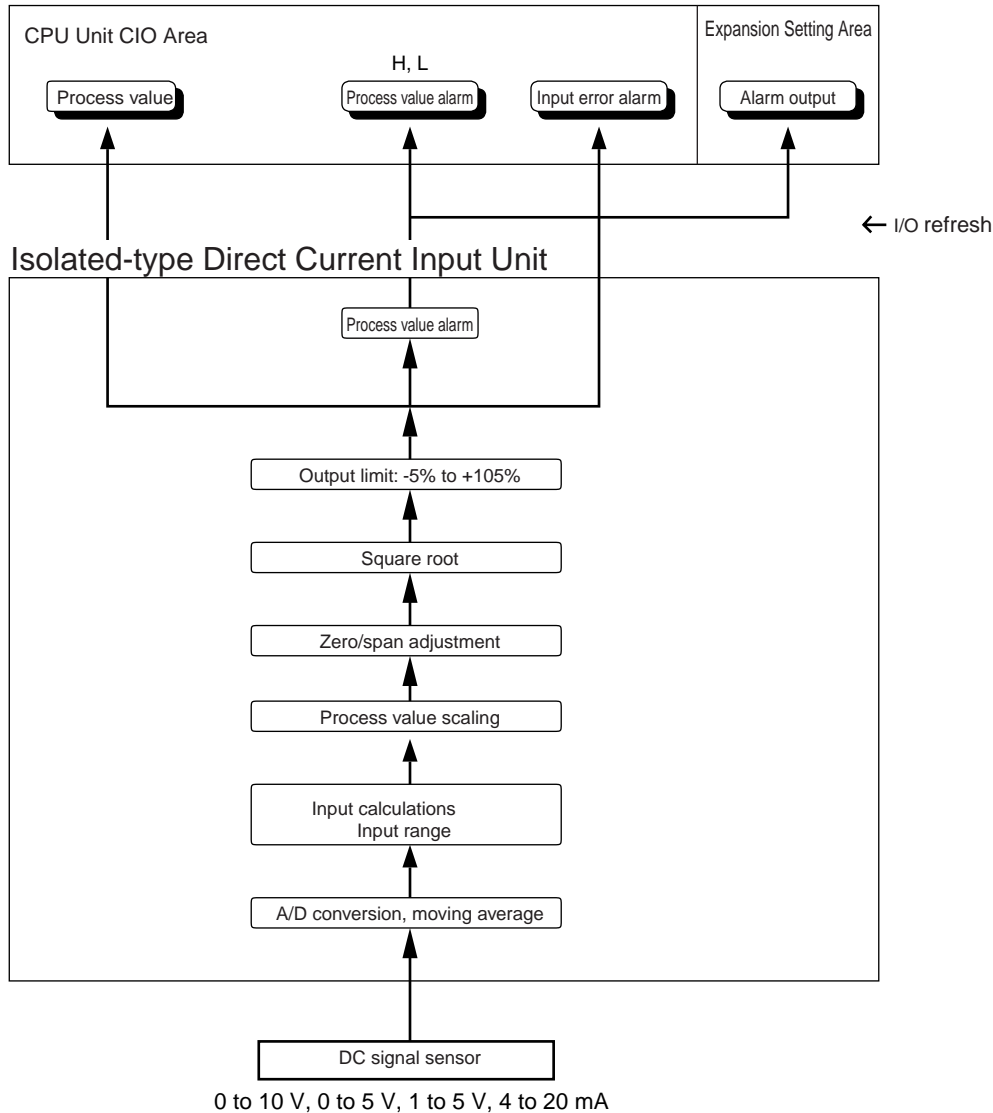 CPU Unit CIO Area
Expansion Setting Area
H, L
Process value
Process value alarm
Input error alarm
Alarm output
I/O refresh
Isolated-type Direct Current Input Unit
Process value alarm
Output limit: -5% to +105%
Square root
Zero/span adjustment
Process value scaling
Input calculations
Input range
A/D conversion, moving average
DC signal sensor
0 to 10 V, 0 to 5 V, 1 to 5 V, 4 to 20 mA